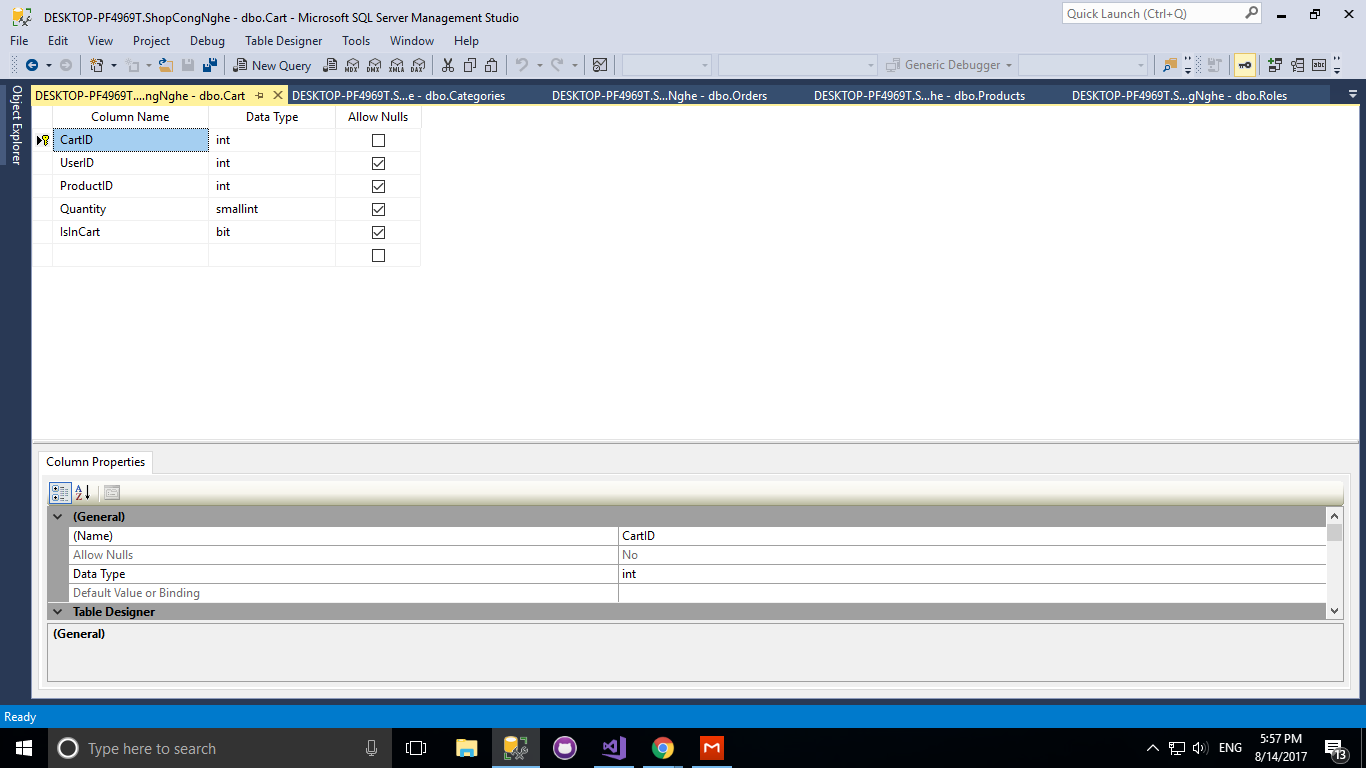 DESKTOP-PF4969T.ShopCongNghe - dbo.Cart - Microsoft SQL Server Management Studio
Quick Launch (Ctrl+Q)
File Edit View Project Debug Table Designer Tools Window Help
New Query MDX DMX XMLA DAX Generic Debugger
Object Explorer
DESKTOP-PF4969T....ngNghe - dbo.Cart DESKTOP-PF4969T.S...e - dbo.Categories DESKTOP-PF4969T.S...Nghe - dbo.Orders DESKTOP-PF4969T.S...he - dbo.Products DESKTOP-PF4969T.S...gNghe - dbo.Roles
Column Name Data Type Allow Nulls
CartID int
UserID int
ProductID int
Quantity smallint
IsInCart bit
Column Properties
A Z
(General)
(Name) CartID
Allow Nulls No
Data Type int
Default Value or Binding
Table Designer
(General)
Ready
Type here to search
ENG
5:57 PM
8/14/2017
13